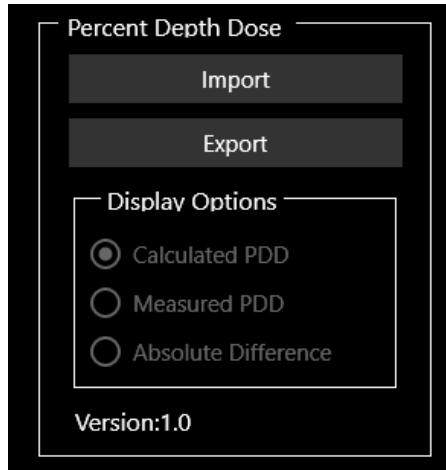 Percent Depth Dose
Import
Export
Display Options
Calculated PDD
Measured PDD
Absolute Difference
Version:1.0